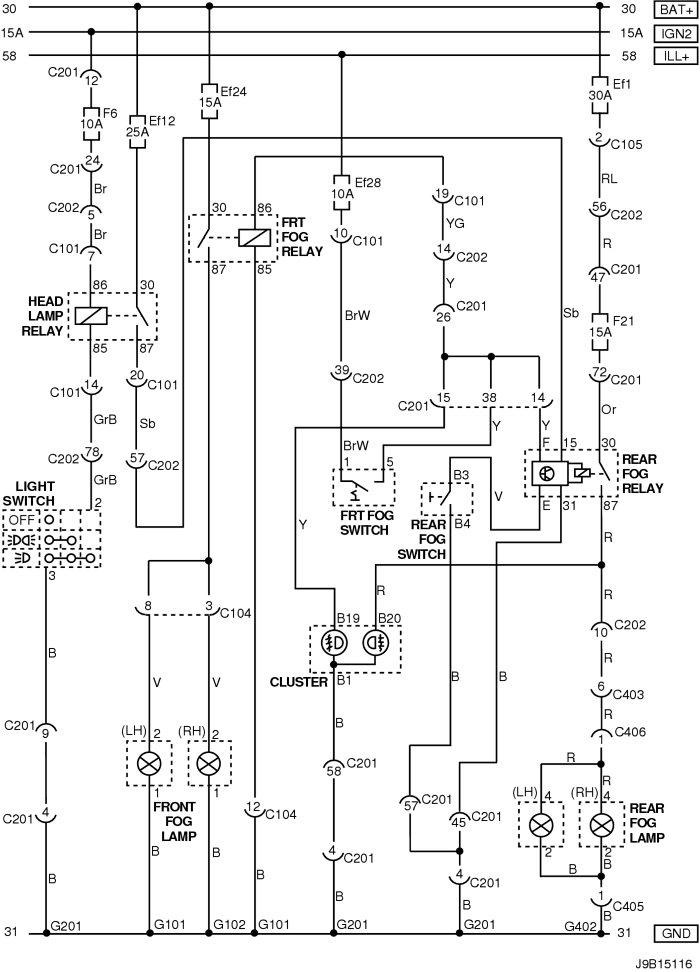 30 30 BAT+
15A 15A IGN2
58 58 ILL+
C201 12
Ef24
15A
Ef1
30A
F6
10A
Ef12
25A
2 C105
24
C201
Br
Ef28
10A
19 C101
RL
C202 5
30 86
YG
56 C202
Br
FRT
FOG
RELAY
10 C101
14 C202
R
C101 7
87 85
Y
47 C201
86 30
C201
26
HEAD
LAMP
RELAY
BrW
Sb
F21
15A
85 87
39 C202
72 C201
20 C101
14
C101
C201 15 38 14
Or
GrB
Sb
Y Y
78
C202
57 C202
BrW
F 15 30
1 5
B3
REAR
FOG
RELAY
GrB
LIGHT
SWITCH
2
V
E 31 87
FRT FOG
SWITCH
B4
REAR
FOG
SWITCH
OFF
Y
R
3
R
8 3 C104
B19 B20
R
10 C202
B
CLUSTER
B1
R
V V
B B
6 C403
B
R
C201 9
(LH) 2 (RH) 2
1 C406
R
58 C201
R
1 1
(LH) 4 (RH) 4
FRONT
FOG
LAMP
57 C201
REAR
FOG
LAMP
C201 4
12 C104
45 C201
2 2
B B
4 C201
B
B
B
B
4 C201
1 C405
B
B
B
31 G201 G101 G102 G101 G201 G201 G402 31 GND
J9B15116